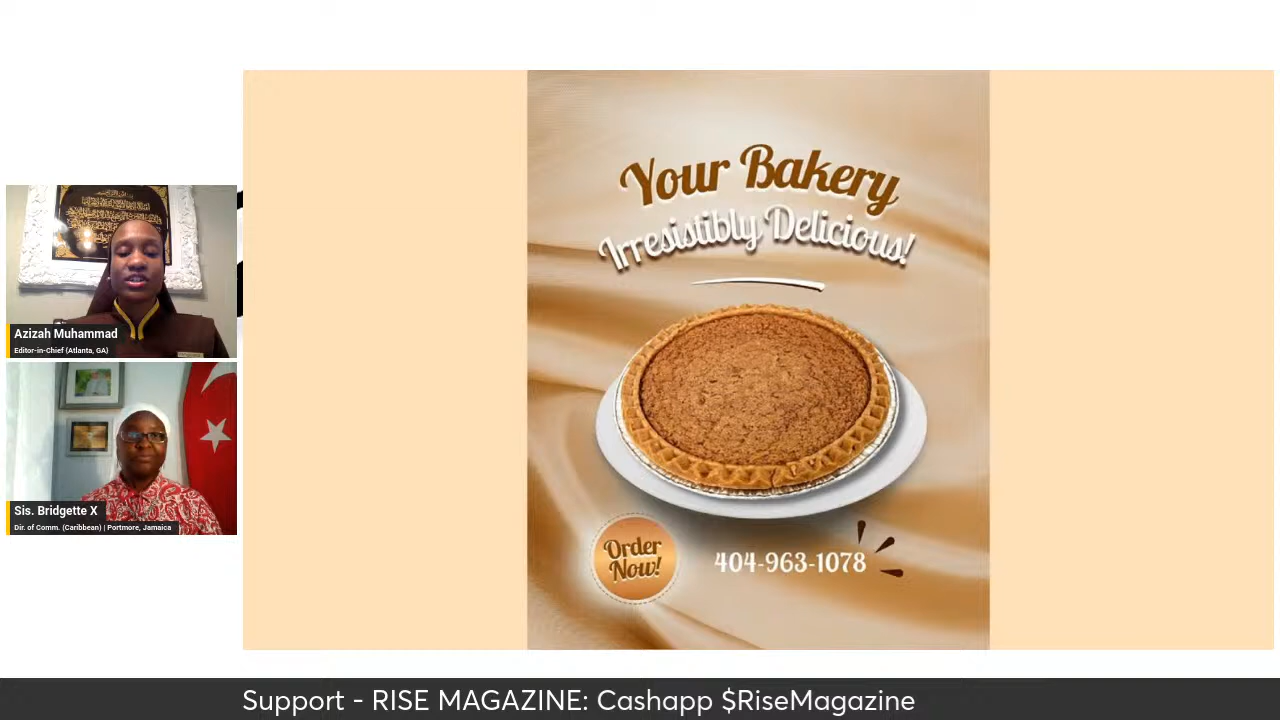 Your Bakery
Irresistibly Delicious!
Order
Now!
404-963-1078
Azizah Muhammad
Editor-in-Chief (Atlanta, GA)
Sis. Bridgette X
Dir. of Comm. (Caribbean) | Portmore, Jamaica
Support - RISE MAGAZINE: Cashapp $RiseMagazine